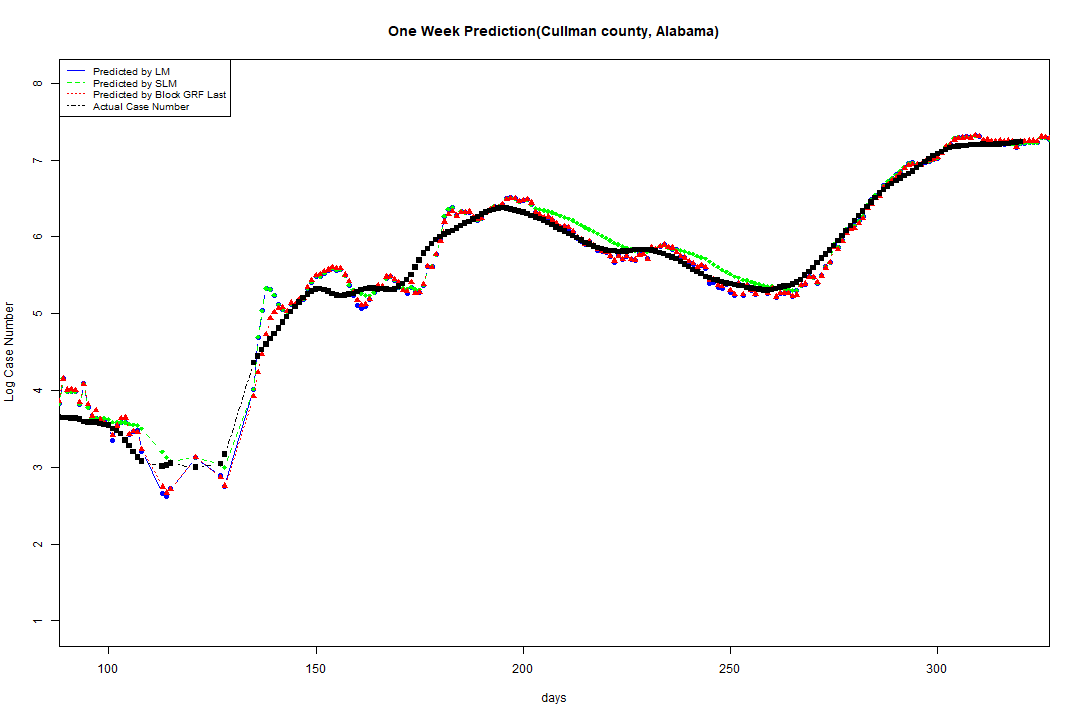 One Week Prediction(Cullman county, Alabama)
Predicted by LM
Predicted by SLM
Predicted by Block GRF Last
Actual Case Number
8
7
6
5
4
3
2
1
Log Case Number
100 150 200 250 300
days